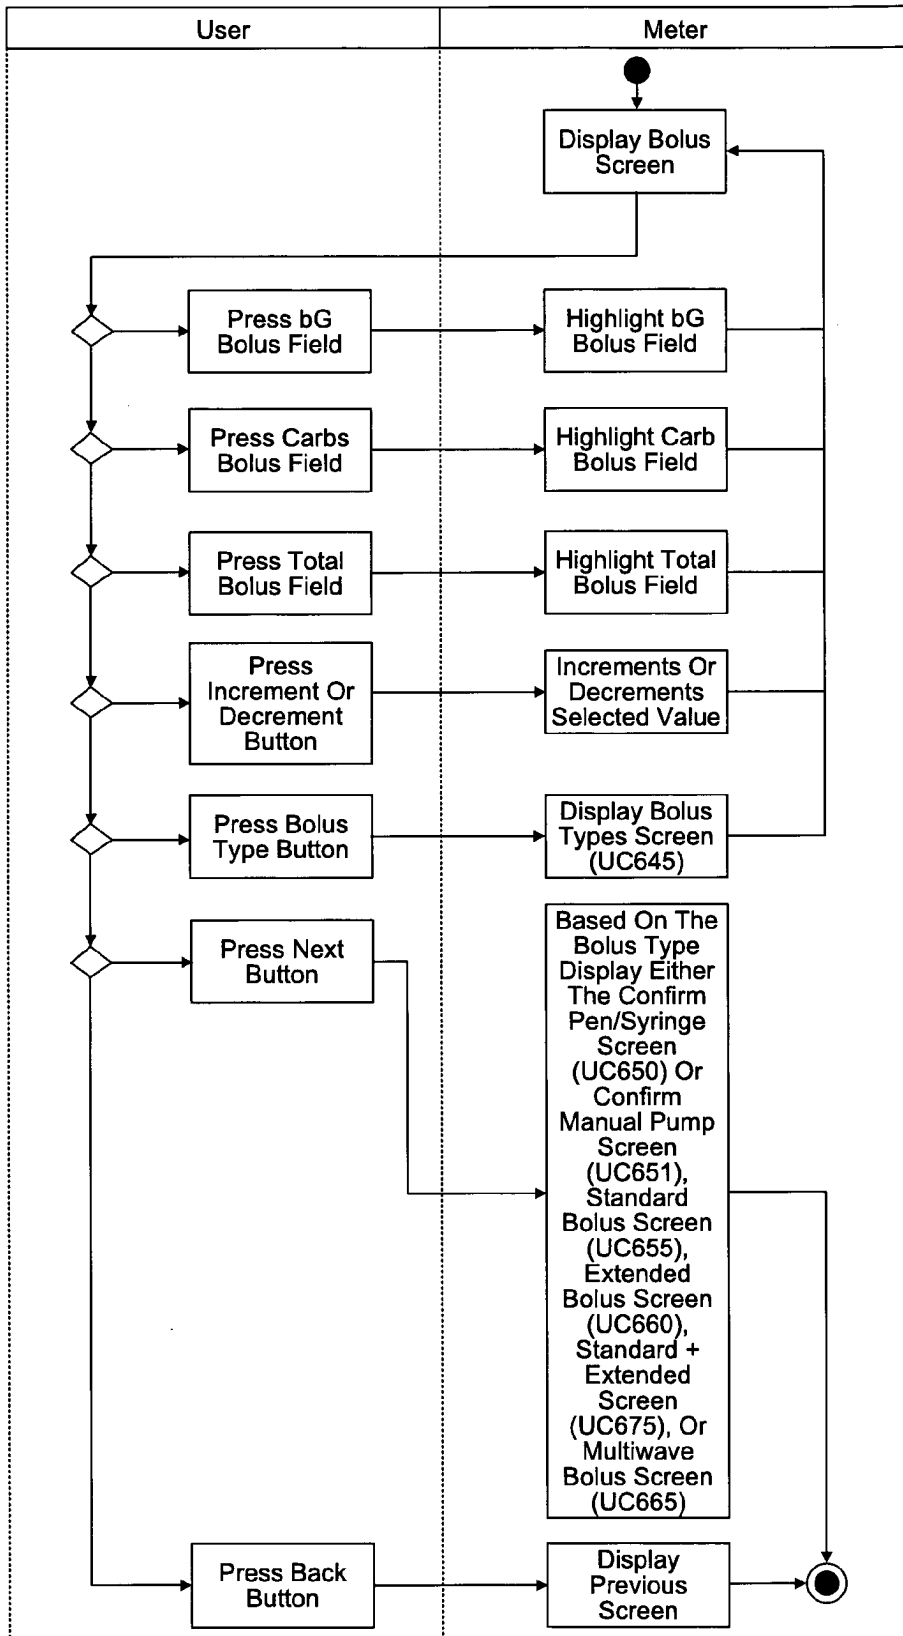 User
Meter
Display Bolus
Screen
Press bG
Bolus Field
Highlight bG
Bolus Field
Press Carbs
Bolus Field
Highlight Carb
Bolus Field
Press Total
Bolus Field
Highlight Total
Bolus Field
Press
Increment Or
Decrement
Button
Increments Or
Decrements
Selected Value
Press Bolus
Type Button
Display Bolus
Types Screen
(UC645)
Press Next
Button
Based On The
Bolus Type
Display Either
The Confirm
Pen/Syringe
Screen
(UC650) Or
Confirm
Manual Pump
Screen
(UC651),
Standard
Bolus Screen
(UC655),
Extended
Bolus Screen
(UC660),
Standard +
Extended
Screen
(UC675), Or
Multiwave
Bolus Screen
(UC665)
Press Back
Button
Display
Previous
Screen